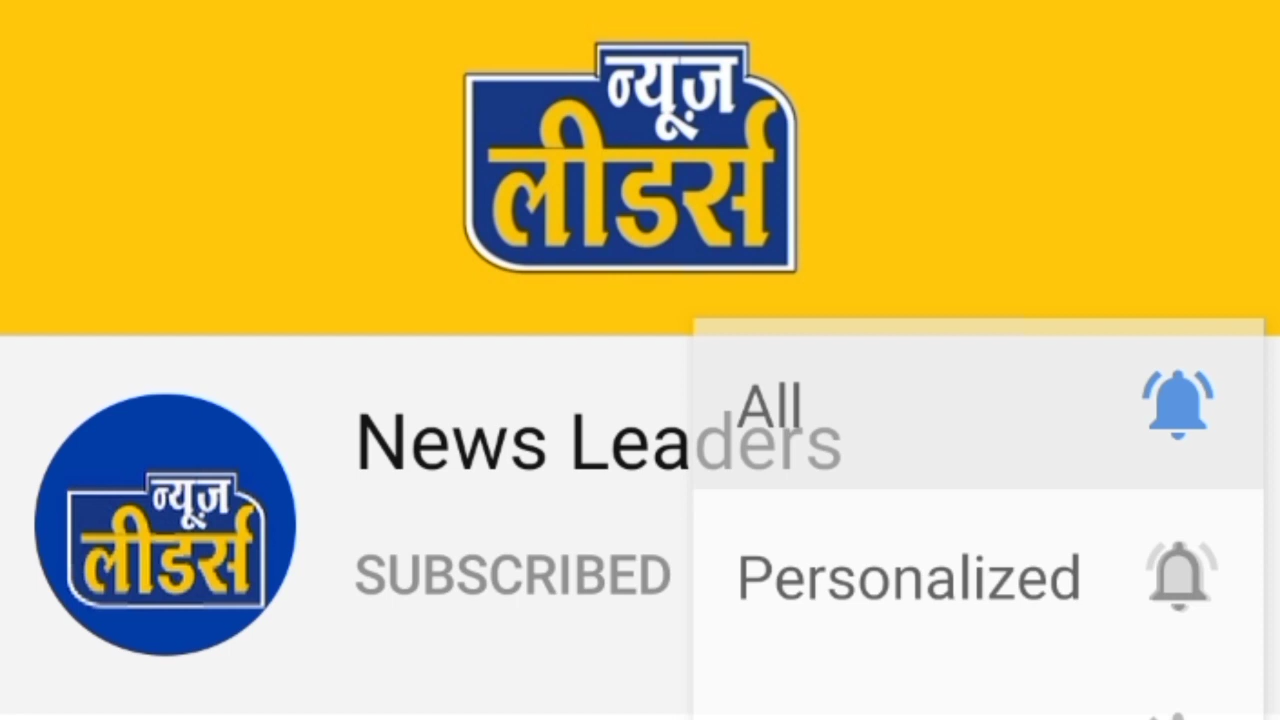 न्यूज़
लीडर्स
All
News Leaders
न्यूज़
लीडर्स
SUBSCRIBED
Personalized